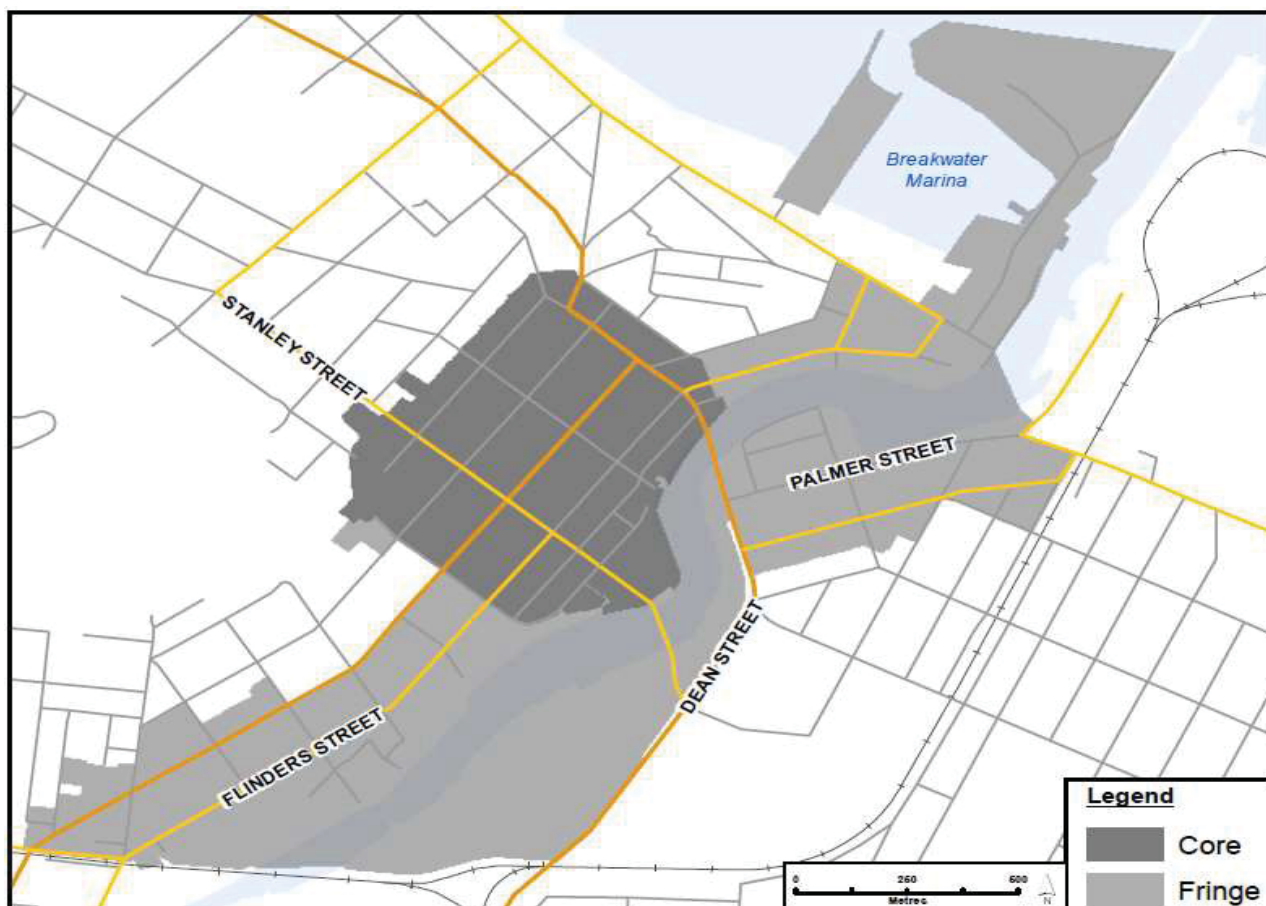 Breakwater
Marina
STANLEY STREET
PALMER STREET
DEAN STREET
FLINDERS STREET
Legend
Core
Fringe
0 250 500
Metres
N